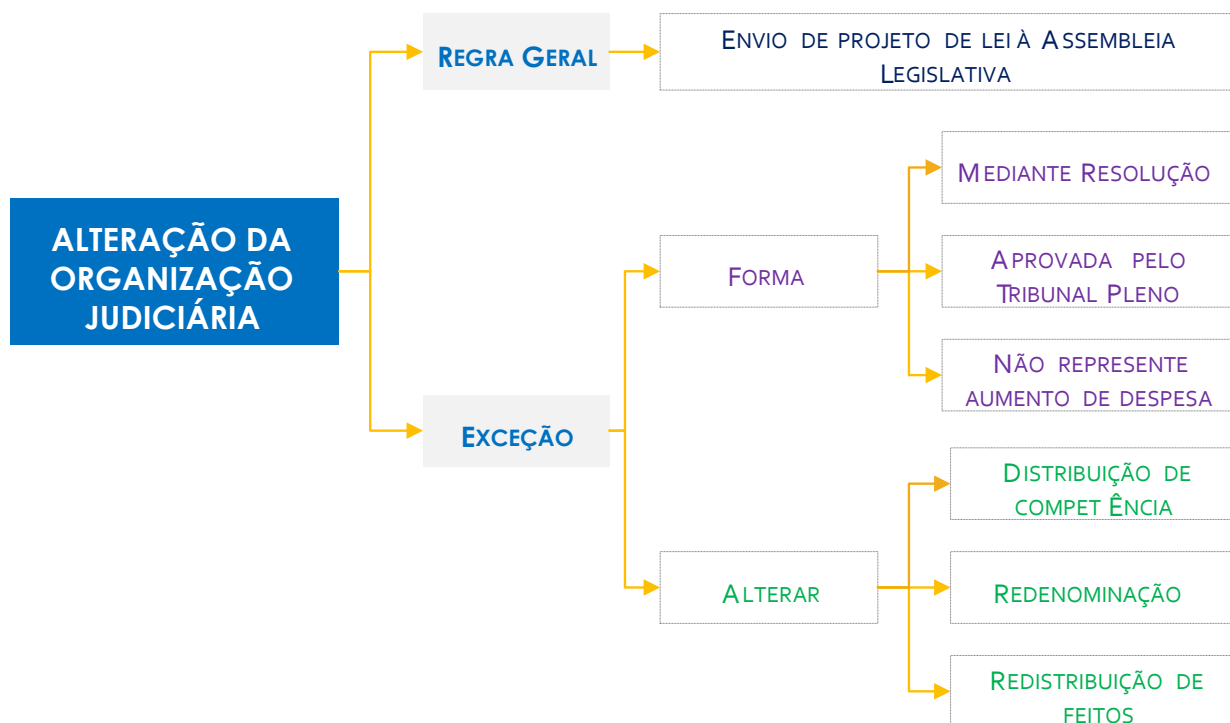 REGRA GERAL
ENVIO DE PROJETO DE LEI À ASSEMBLEIA
LEGISLATIVA
ALTERAÇÃO DA
ORGANIZAÇÃO
JUDICIÁRIA
EXCEÇÃO
FORMA
MEDIANTE RESOLUÇÃO
APROVADA PELO
TRIBUNAL PLENO
NÃO REPRESENTE
AUMENTO DE DESPESA
ALTERAR
DISTRIBUIÇÃO DE
COMPET ÊNCIA
REDENOMINAÇÃO
REDISTRIBUIÇÃO DE
FEITOS